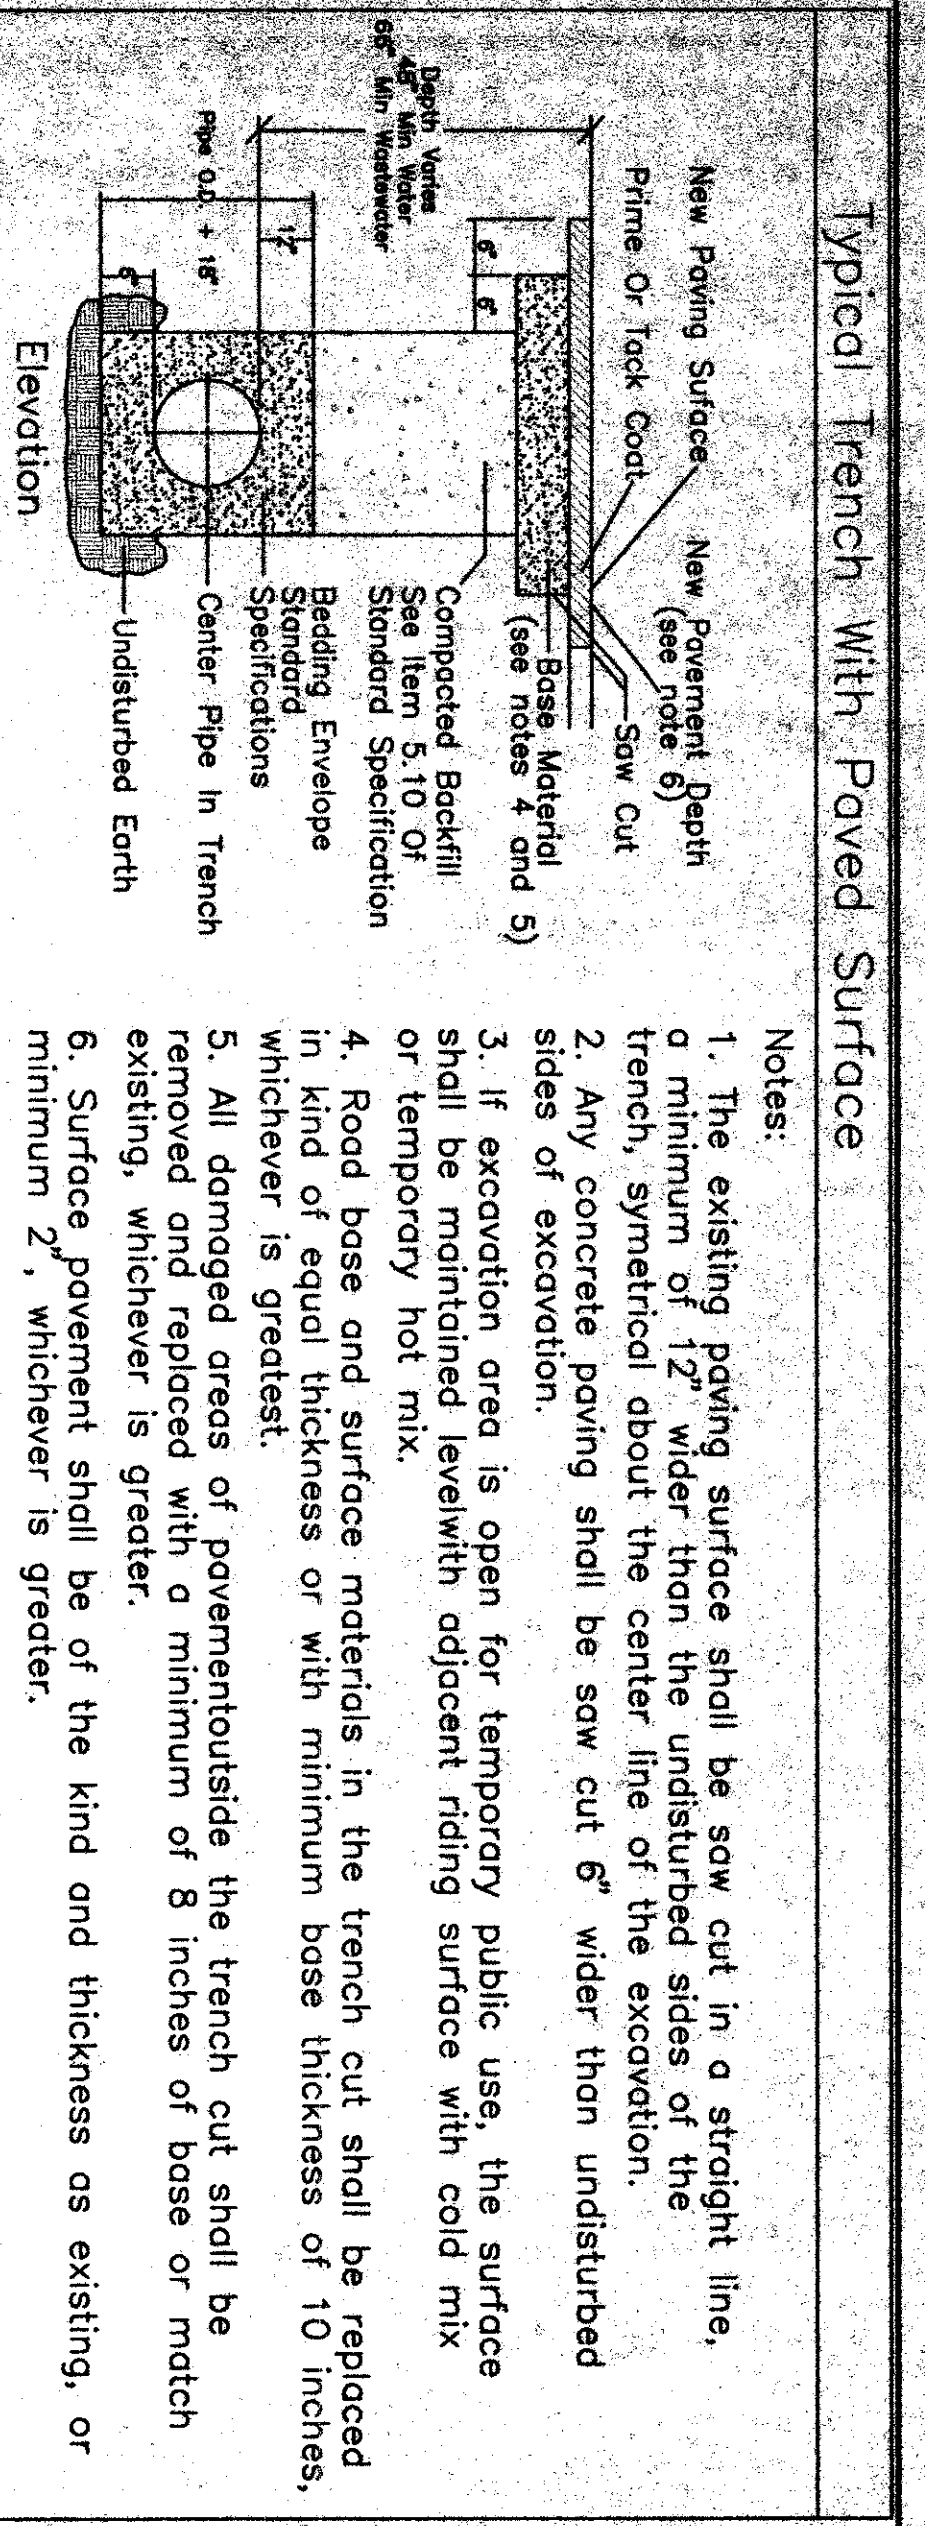 Typical Trench With Paved Surface
New Paving Suface
Prime Or Tack Coat
New Pavement Depth
(see note 6)
Saw Cut
Base Material
(see notes 4 and 5)
Compacted Backfill
See Item 5.10 Of
Standard Specification
Bedding Envelope
Standard
Specifications
Center Pipe In Trench
Undisturbed Earth
Depth Varies
48" Min Water
66" Min Wastewater
6"
6"
12"
Pipe O.D. + 18"
6"
Elevation
Notes:
1. The existing paving surface shall be saw cut in a straight line,
a minimum of 12" wider than the undisturbed sides of the
trench, symetrical about the center line of the excavation.
2. Any concrete paving shall be saw cut 6" wider than undisturbed
sides of excavation.
3. If excavation area is open for temporary public use, the surface
shall be maintained levelwith adjacent riding surface with cold mix
or temporary hot mix.
4. Road base and surface materials in the trench cut shall be replaced
in kind of equal thickness or with minimum base thickness of 10 inches,
whichever is greatest.
5. All damaged areas of pavementoutside the trench cut shall be
removed and replaced with a minimum of 8 inches of base or match
existing, whichever is greater.
6. Surface pavement shall be of the kind and thickness as existing, or
minimum 2", whichever is greater.